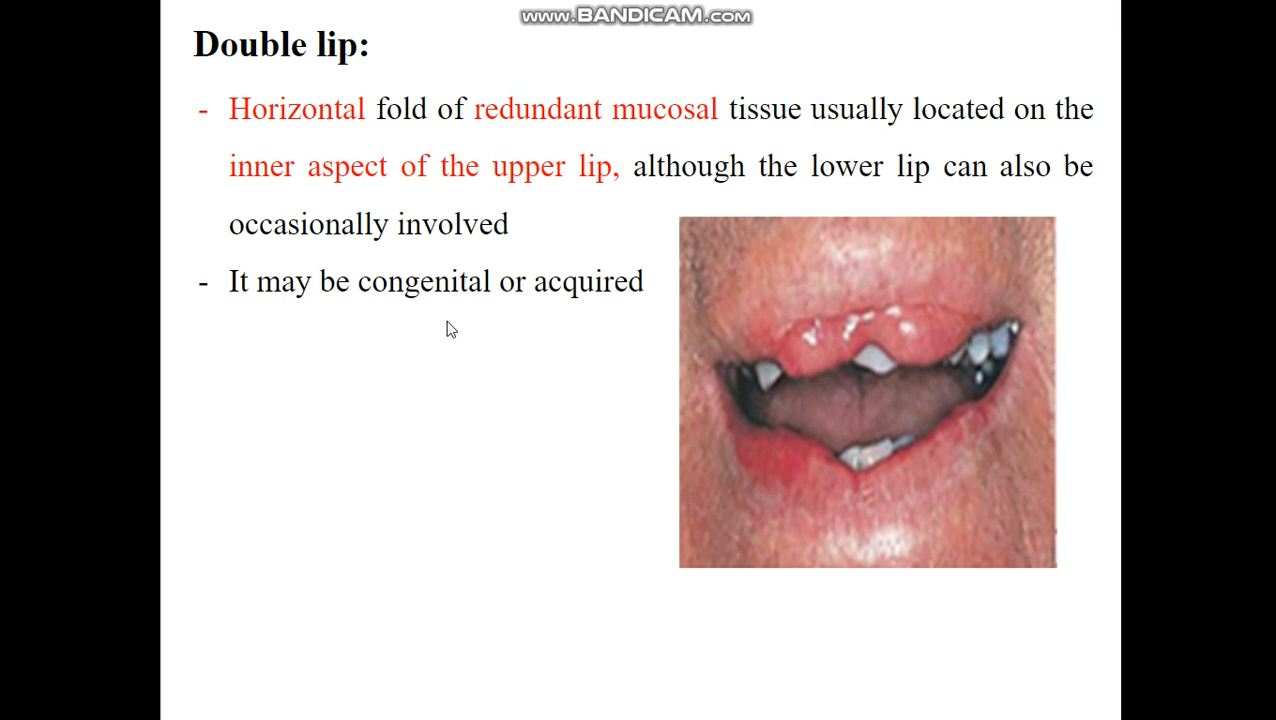 www.BANDICAM.com
Double lip:
- Horizontal fold of redundant mucosal tissue usually located on the
inner aspect of the upper lip, although the lower lip can also be
occasionally involved
- It may be congenital or acquired